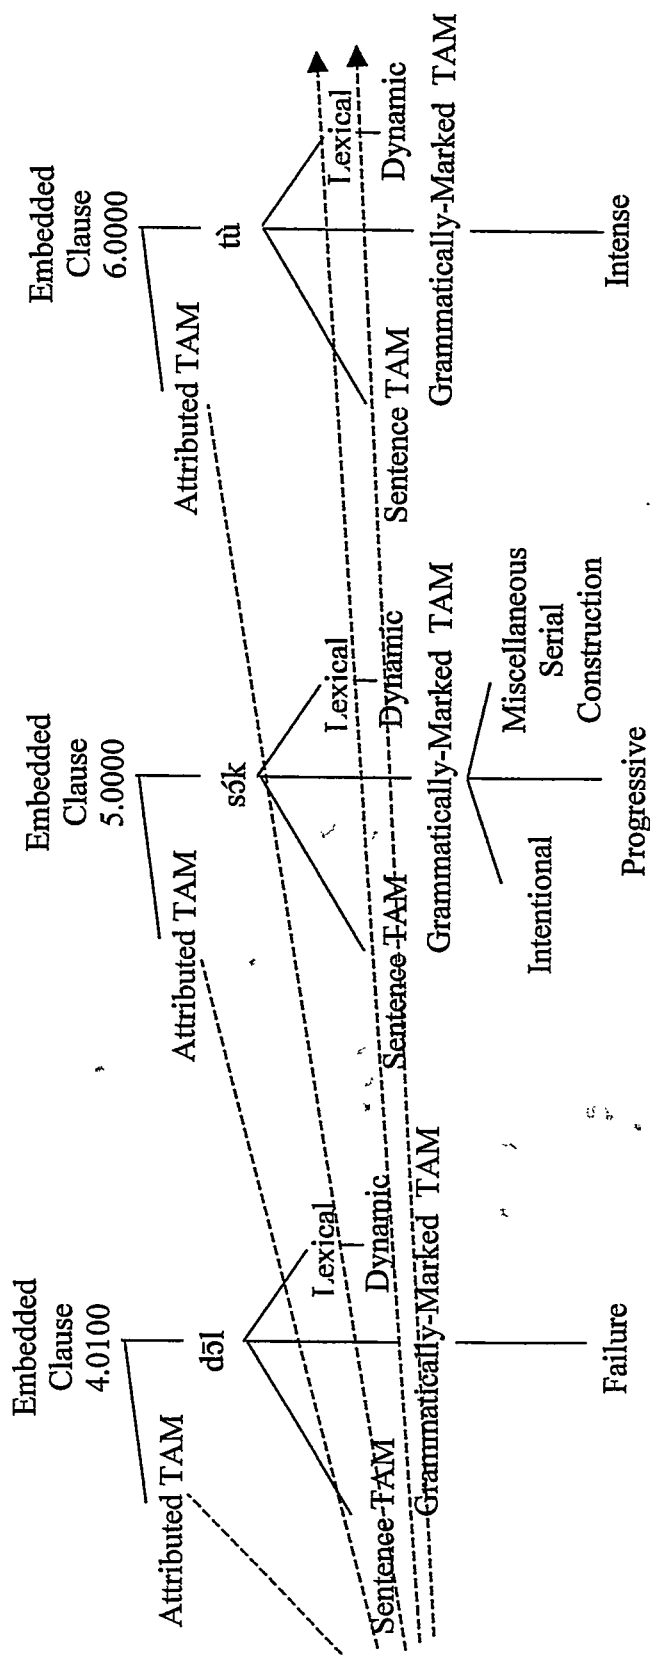 Embedded
Clause
4.0100
Attributed TAM
dɔ̄l
Sentence TAM
Lexical
Dynamic
Grammatically-Marked TAM
Failure
Embedded
Clause
5.0000
Attributed TAM
sɔ́k
Sentence TAM
Lexical
Dynamic
Grammatically-Marked TAM
Intentional
Progressive
Miscellaneous
Serial
Construction
Embedded
Clause
6.0000
Attributed TAM
tù
Sentence TAM
Lexical
Dynamic
Grammatically-Marked TAM
Intense